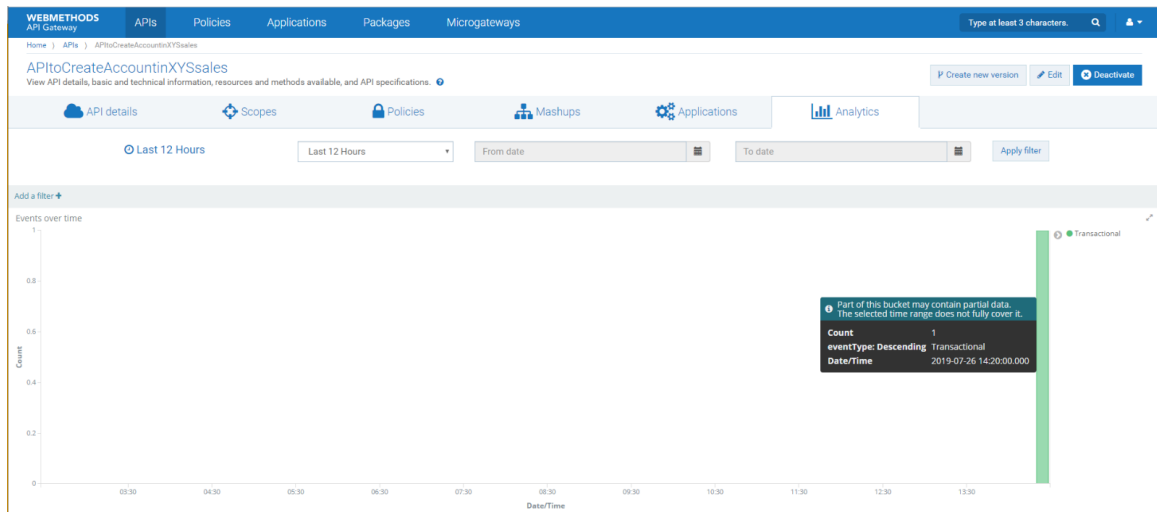 WEBMETHODS
API Gateway
APIs
Policies
Applications
Packages
Microgateways
Type at least 3 characters.
Home ) APIs ) APItoCreateAccountinXYSsales
APItoCreateAccountinXYSsales
View API details, basic and technical information, resources and methods available, and API specifications. ?
Create new version
Edit
Deactivate
API details
Scopes
Policies
Mashups
Applications
Analytics
Last 12 Hours
Last 12 Hours
From date
To date
Apply filter
Add a filter +
Events over time
Transactional
1
0.8
0.6
0.4
0.2
0
Count
Part of this bucket may contain partial data.
The selected time range does not fully cover it.
Count 1
eventType: Descending Transactional
Date/Time 2019-07-26 14:20:00.000
03:30 04:30 05:30 06:30 07:30 08:30 09:30 10:30 11:30 12:30 13:30
Date/Time